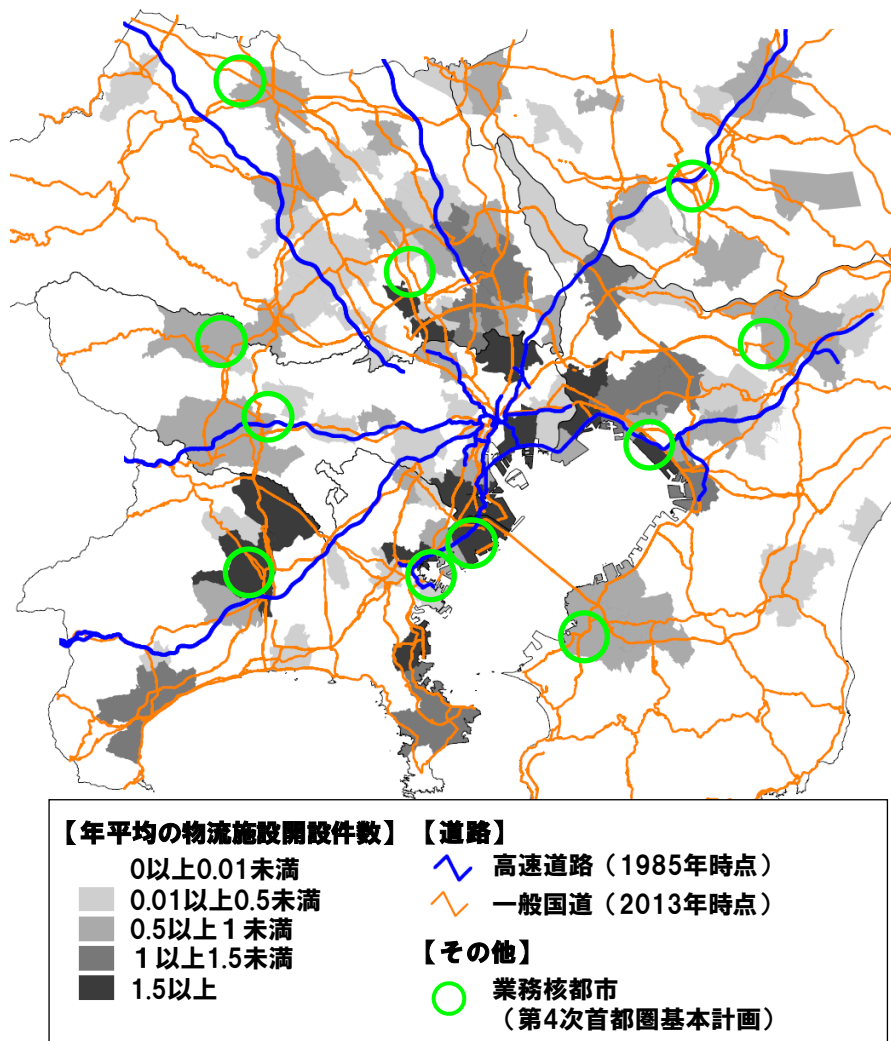 【年平均の物流施設開設件数】
0以上0.01未満
0.01以上0.5未満
0.5以上1未満
1以上1.5未満
1.5以上
【道路】
高速道路（1985年時点）
一般国道（2013年時点）
【その他】
業務核都市
（第4次首都圏基本計画）